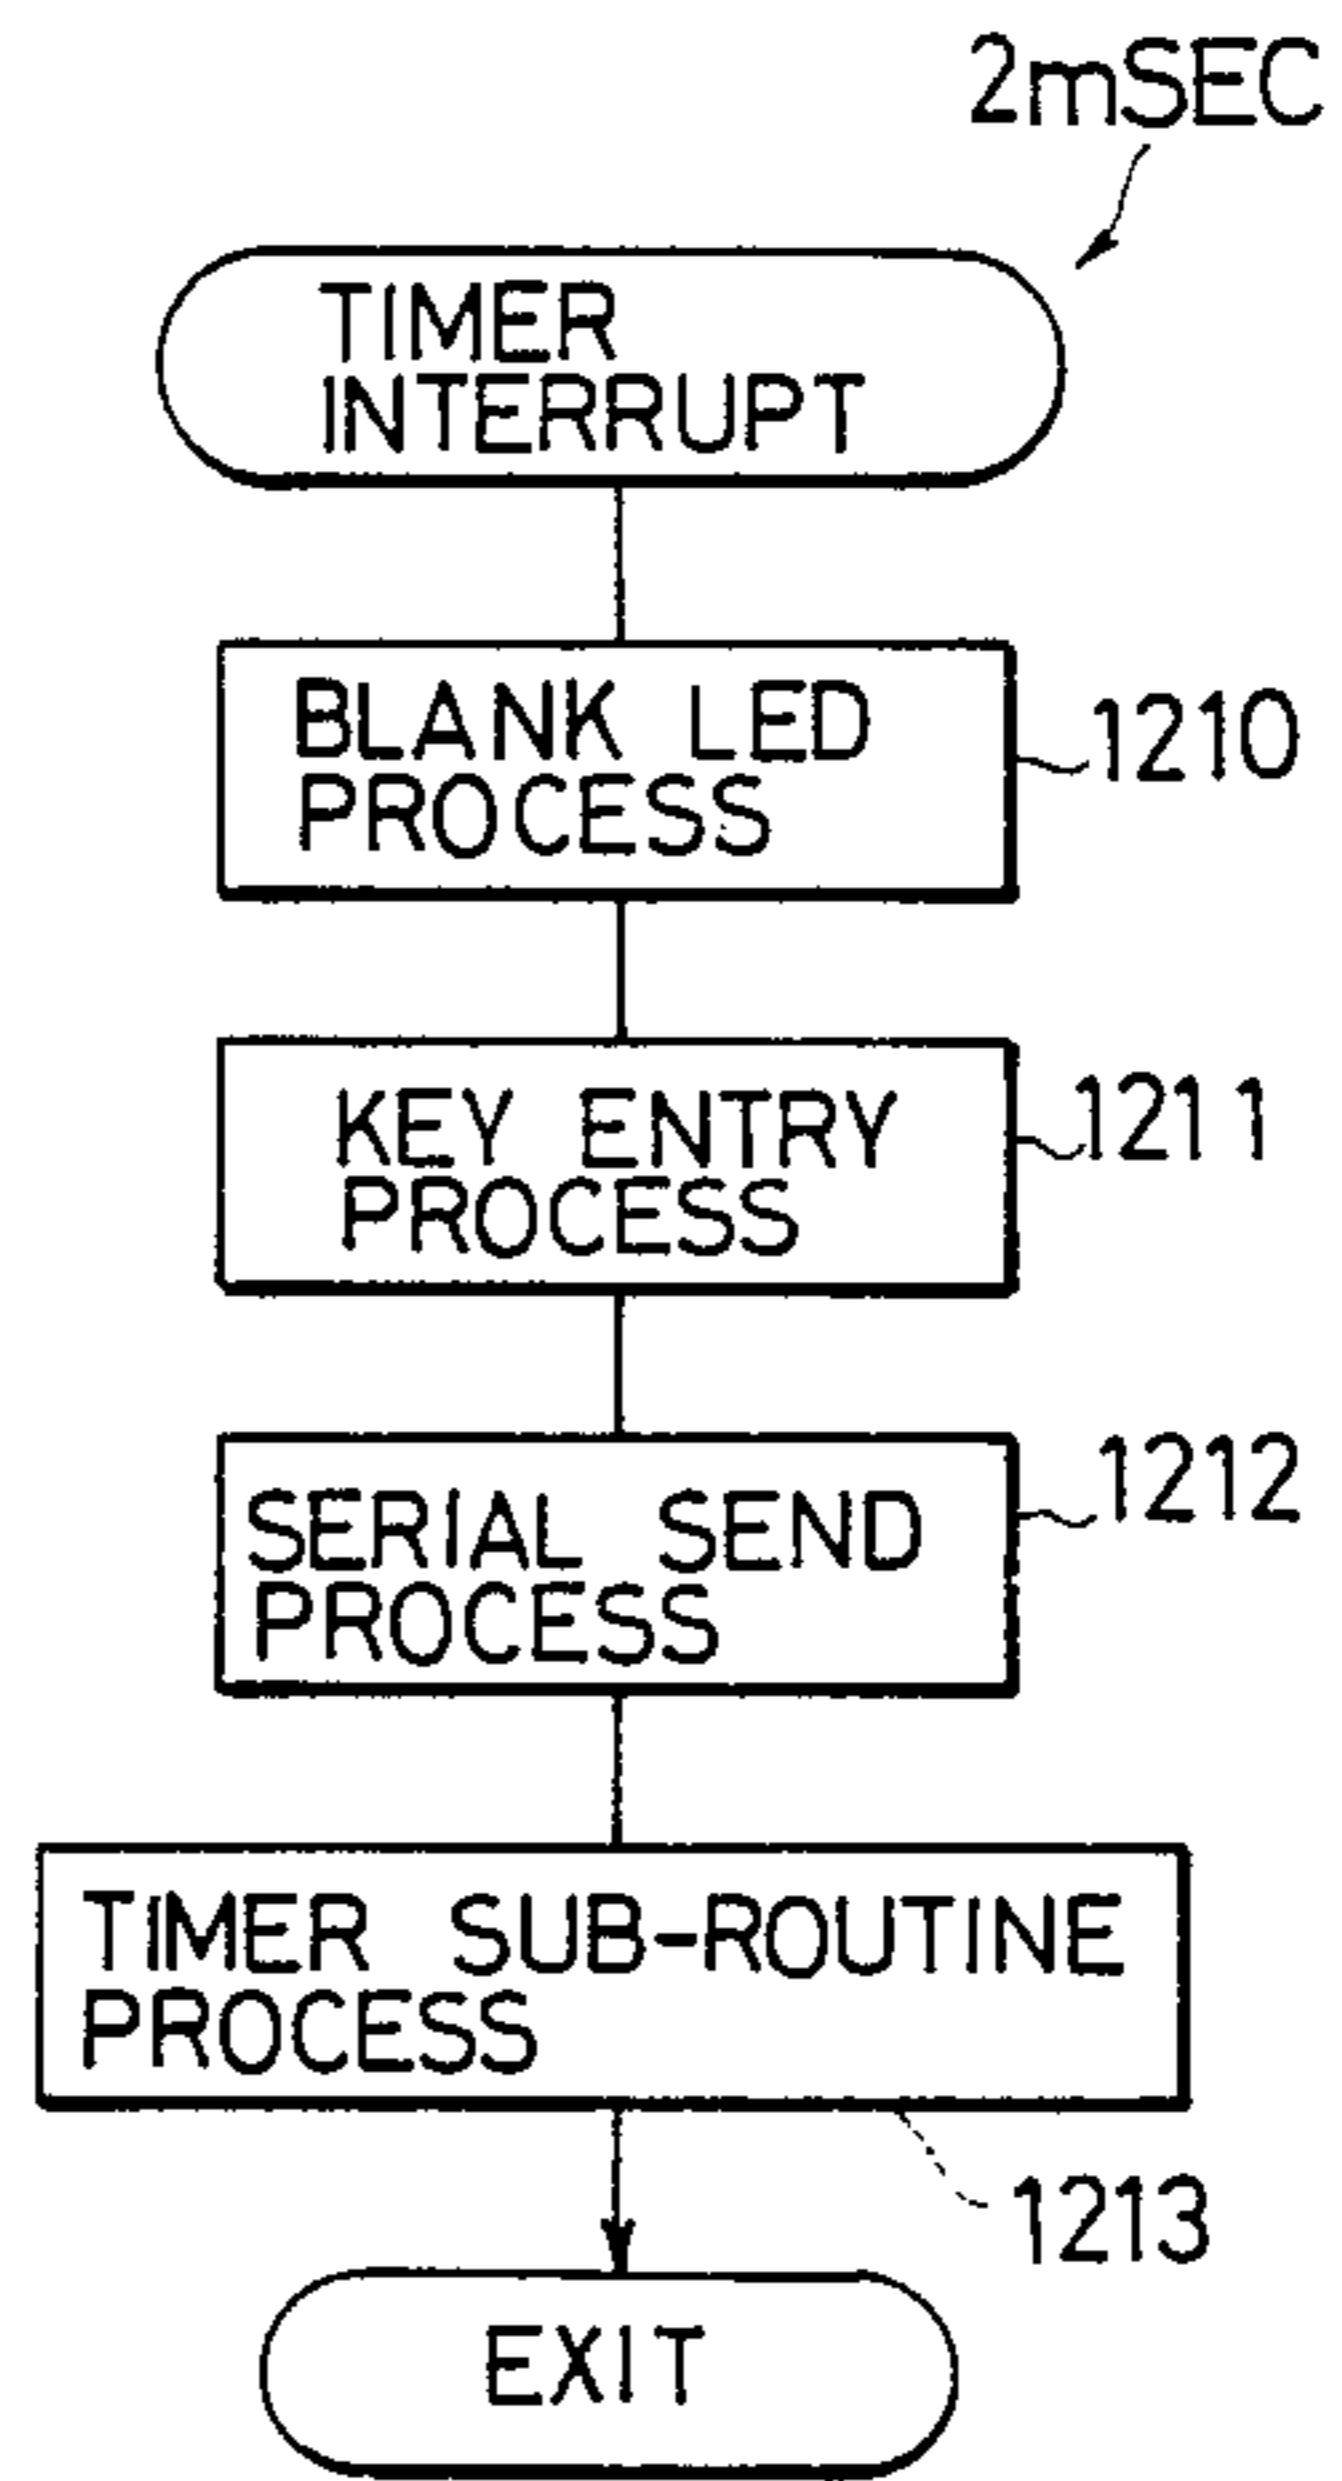 2mSEC
TIMER
INTERRUPT
BLANK LED
PROCESS
1210
KEY ENTRY
PROCESS
1211
SERIAL SEND
PROCESS
1212
TIMER SUB-ROUTINE
PROCESS
1213
EXIT